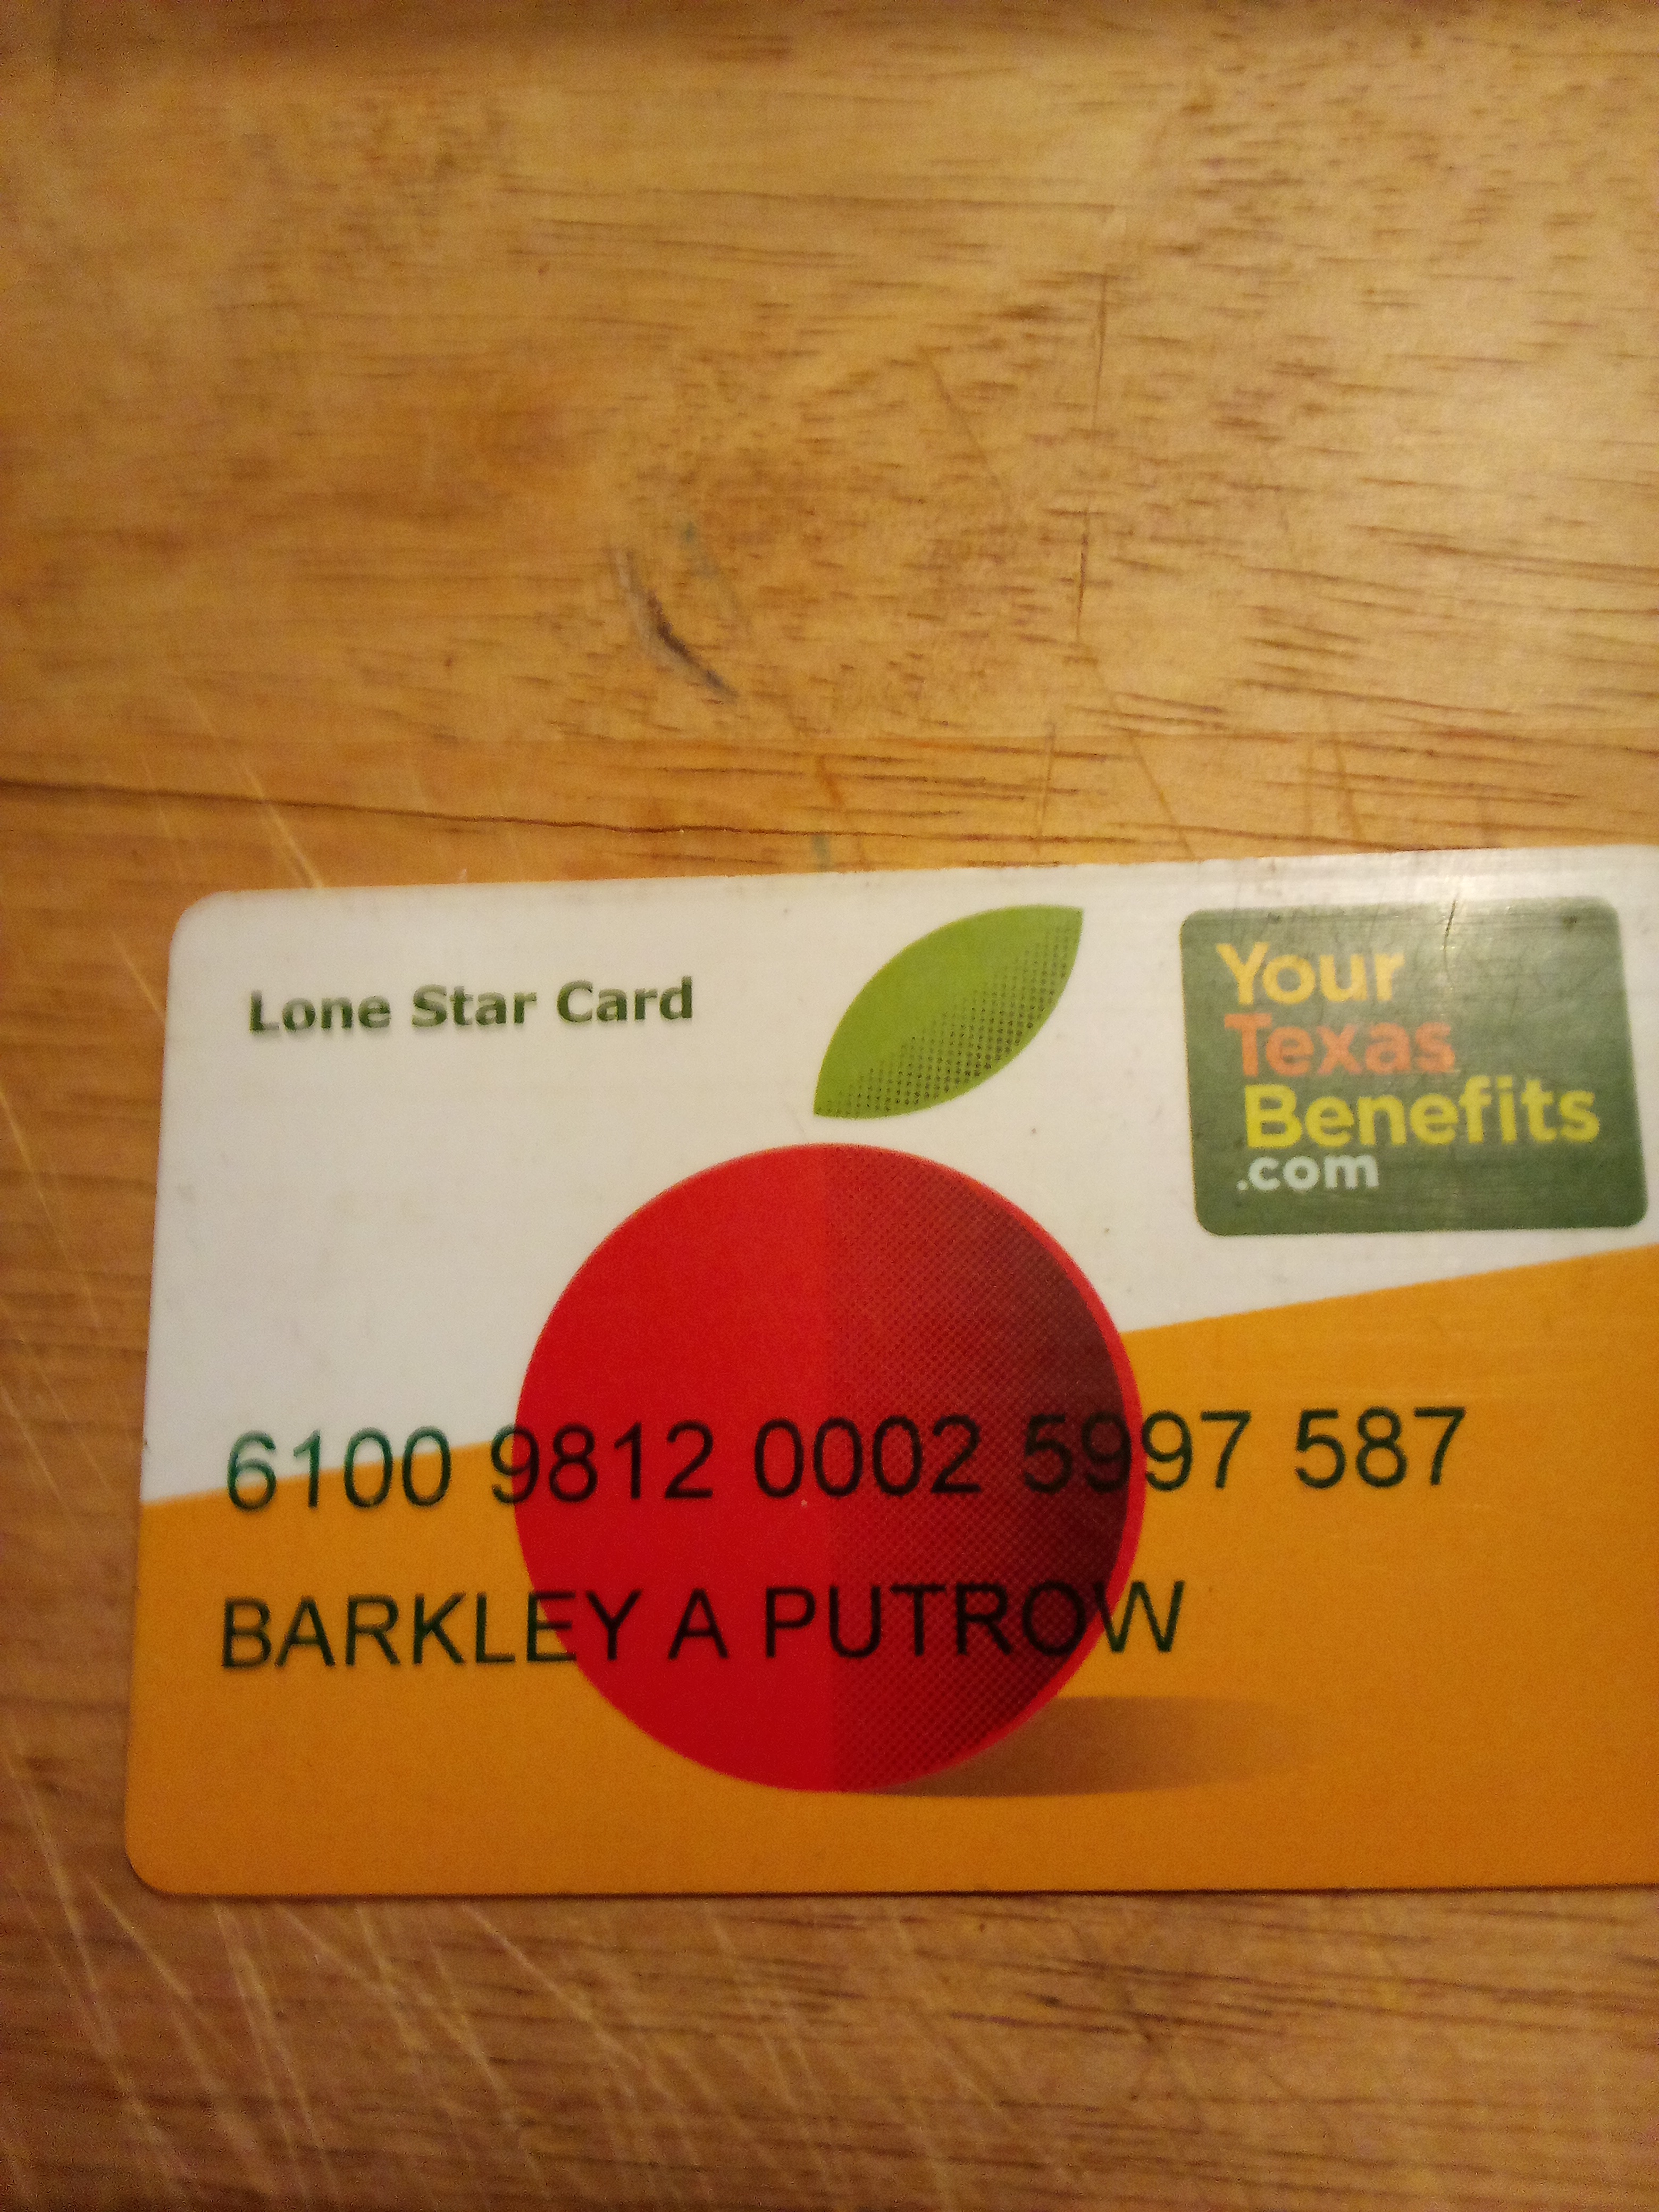 Lone Star Card
Your
Texas
Benefits
.com
6100 9812 0002 5997 587
BARKLEY A PUTROW